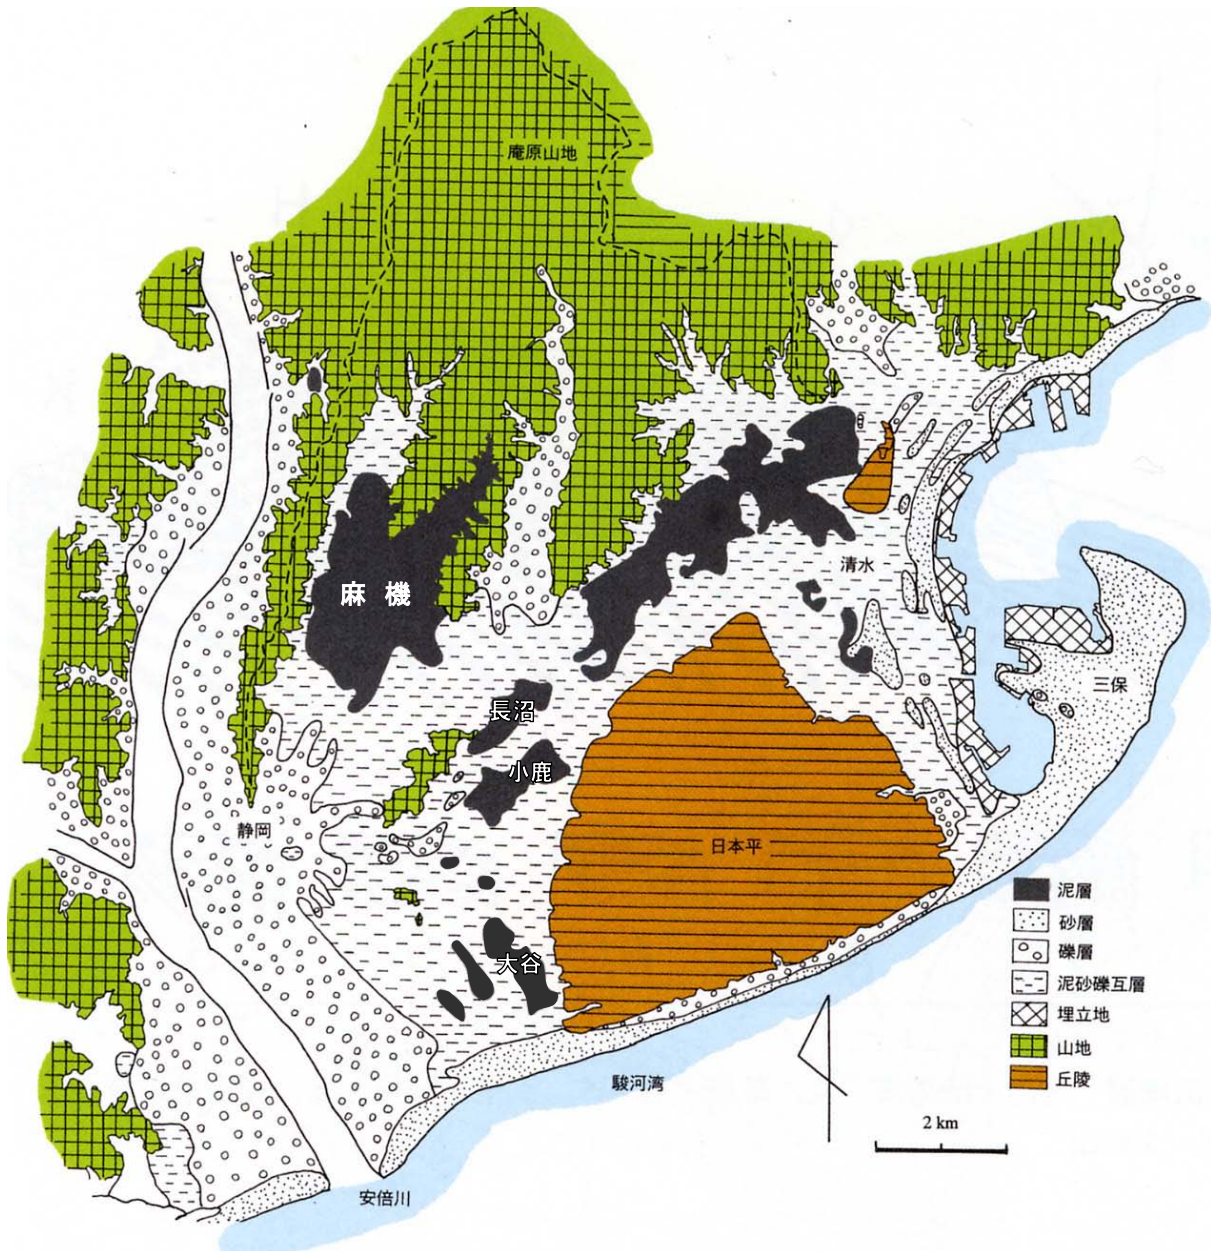 庵原山地
麻機
清水
三保
長沼
小鹿
静岡
日本平
大谷
泥層
砂層
礫層
泥砂礫互層
埋立地
山地
丘陵
駿河湾
2 km
安倍川